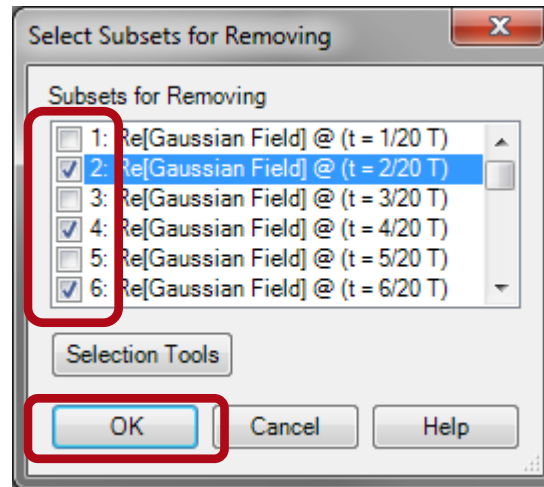 Select Subsets for Removing
Subsets for Removing
1: Re[Gaussian Field] @ (t = 1/20 T)
2: Re[Gaussian Field] @ (t = 2/20 T)
3: Re[Gaussian Field] @ (t = 3/20 T)
4: Re[Gaussian Field] @ (t = 4/20 T)
5: Re[Gaussian Field] @ (t = 5/20 T)
6: Re[Gaussian Field] @ (t = 6/20 T)
Selection Tools
OK Cancel Help